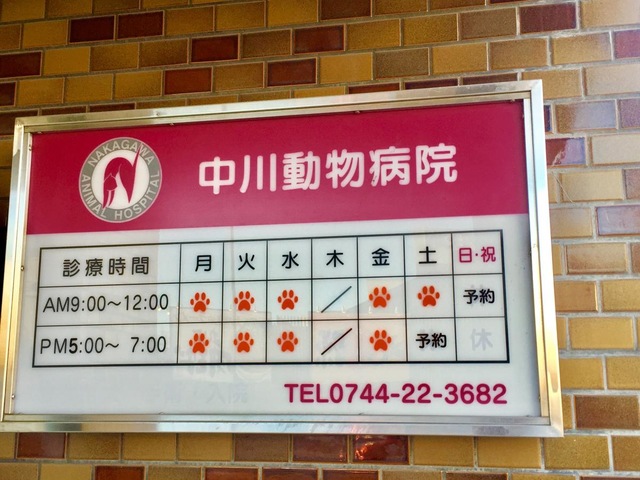 NAKAGAWA
ANIMAL HOSPITAL
中川動物病院
診療時間 月 火 水 木 金 土 日・祝
AM9:00～12:00 ／ 予約
PM5:00～ 7:00 ／ 予約 休
TEL0744-22-3682